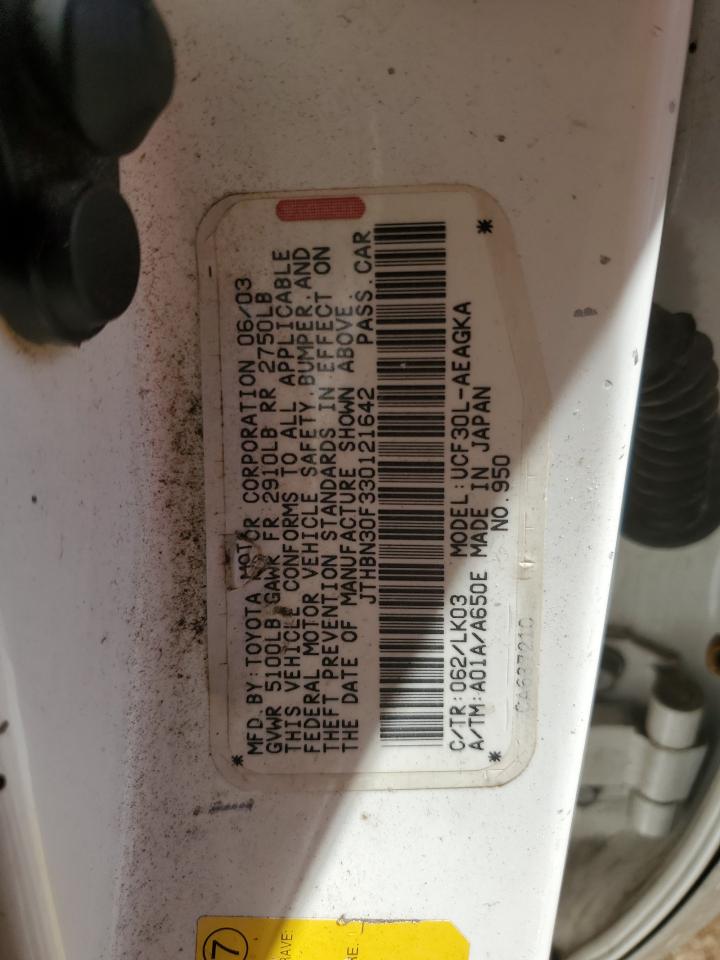 MFD.BY:TOYOTA MOTOR CORPORATION 06/03
GVWR 5100LB GAWR FR 2910LB RR 2750LB
THIS VEHICLE CONFORMS TO ALL APPLICABLE
FEDERAL MOTOR VEHICLE SAFETY, BUMPER, AND
THEFT PREVENTION STANDARDS IN EFFECT ON
THE DATE OF MANUFACTURE SHOWN ABOVE.
JTHBN30F330121642 PASS.CAR
C/TR:062/LK03 MODEL:UCF30L-AEAGKA
A/TM:A01A/A650E MADE IN JAPAN
NO.950
7